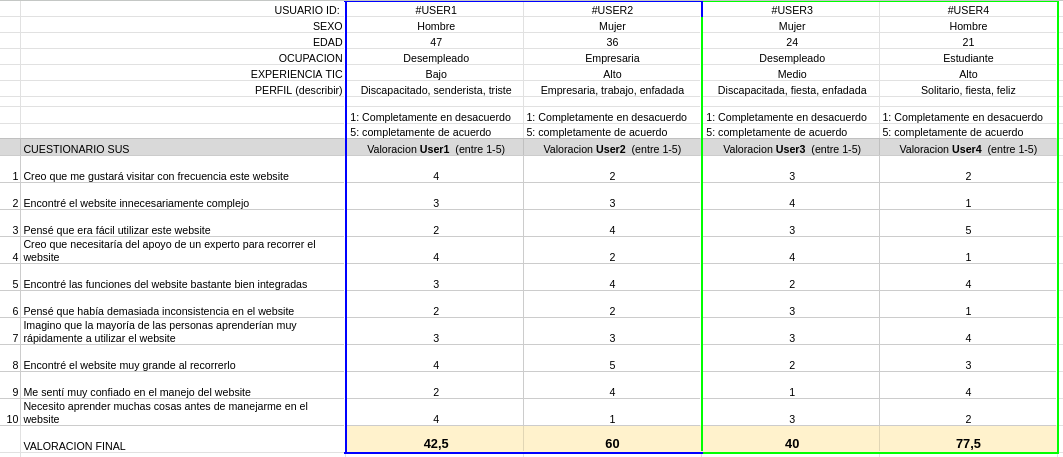 USUARIO ID: #USER1 #USER2 #USER3 #USER4
SEXO Hombre Mujer Mujer Hombre
EDAD 47 36 24 21
OCUPACION Desempleado Empresaria Desempleado Estudiante
EXPERIENCIA TIC Bajo Alto Medio Alto
PERFIL (describir) Discapacitado, senderista, triste Empresaria, trabajo, enfadada Discapacitada, fiesta, enfadada Solitario, fiesta, feliz
1: Completamente en desacuerdo 1: Completamente en desacuerdo 1: Completamente en desacuerdo 1: Completamente en desacuerdo
5: completamente de acuerdo 5: completamente de acuerdo 5: completamente de acuerdo 5: completamente de acuerdo
CUESTIONARIO SUS Valoracion User1 (entre 1-5) Valoracion User2 (entre 1-5) Valoracion User3 (entre 1-5) Valoracion User4 (entre 1-5)
1 Creo que me gustará visitar con frecuencia este website 4 2 3 2
2 Encontré el website innecesariamente complejo 3 3 4 1
3 Pensé que era fácil utilizar este website 2 4 3 5
Creo que necesitaría del apoyo de un experto para recorrer el
4 website 4 2 4 1
5 Encontré las funciones del website bastante bien integradas 3 4 2 4
6 Pensé que había demasiada inconsistencia en el website 2 2 3 1
Imagino que la mayoría de las personas aprenderían muy
7 rápidamente a utilizar el website 3 3 3 4
8 Encontré el website muy grande al recorrerlo 4 5 2 3
9 Me sentí muy confiado en el manejo del website 2 4 1 4
Necesito aprender muchas cosas antes de manejarme en el
10 website 4 1 3 2
VALORACION FINAL 42,5 60 40 77,5